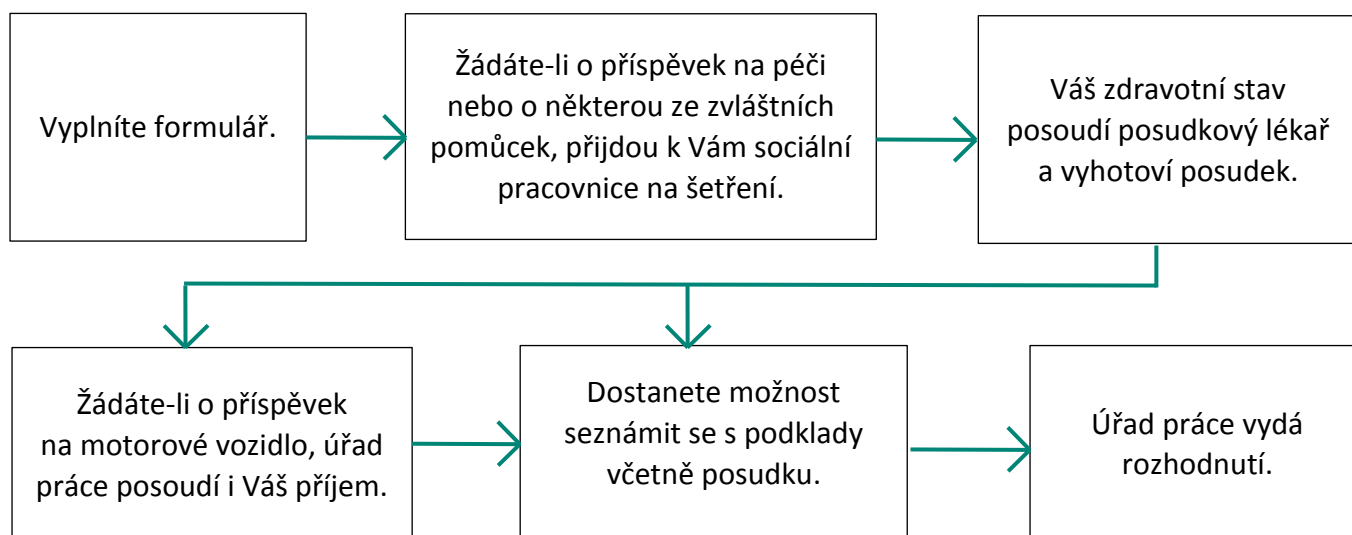 Vyplníte formulář.
Žádáte-li o příspěvek na péči
nebo o některou ze zvláštních
pomůcek, přijdou k Vám sociální
pracovnice na šetření.
Váš zdravotní stav
posoudí posudkový lékař
a vyhotoví posudek.
Žádáte-li o příspěvek
na motorové vozidlo, úřad
práce posoudí i Váš příjem.
Dostanete možnost
seznámit se s podklady
včetně posudku.
Úřad práce vydá
rozhodnutí.